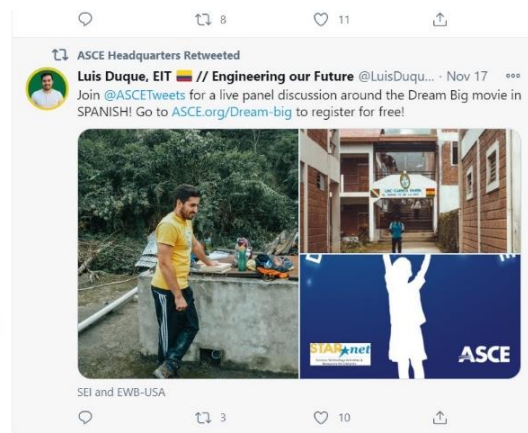 8 11
ASCE Headquarters Retweeted
Luis Duque, EIT 🇨🇴 // Engineering our Future @LuisDuqu... · Nov 17
Join @ASCETweets for a live panel discussion around the Dream Big movie in
SPANISH! Go to ASCE.org/Dream-big to register for free!
STAR net
ASCE
SEI and EWB-USA
3 10